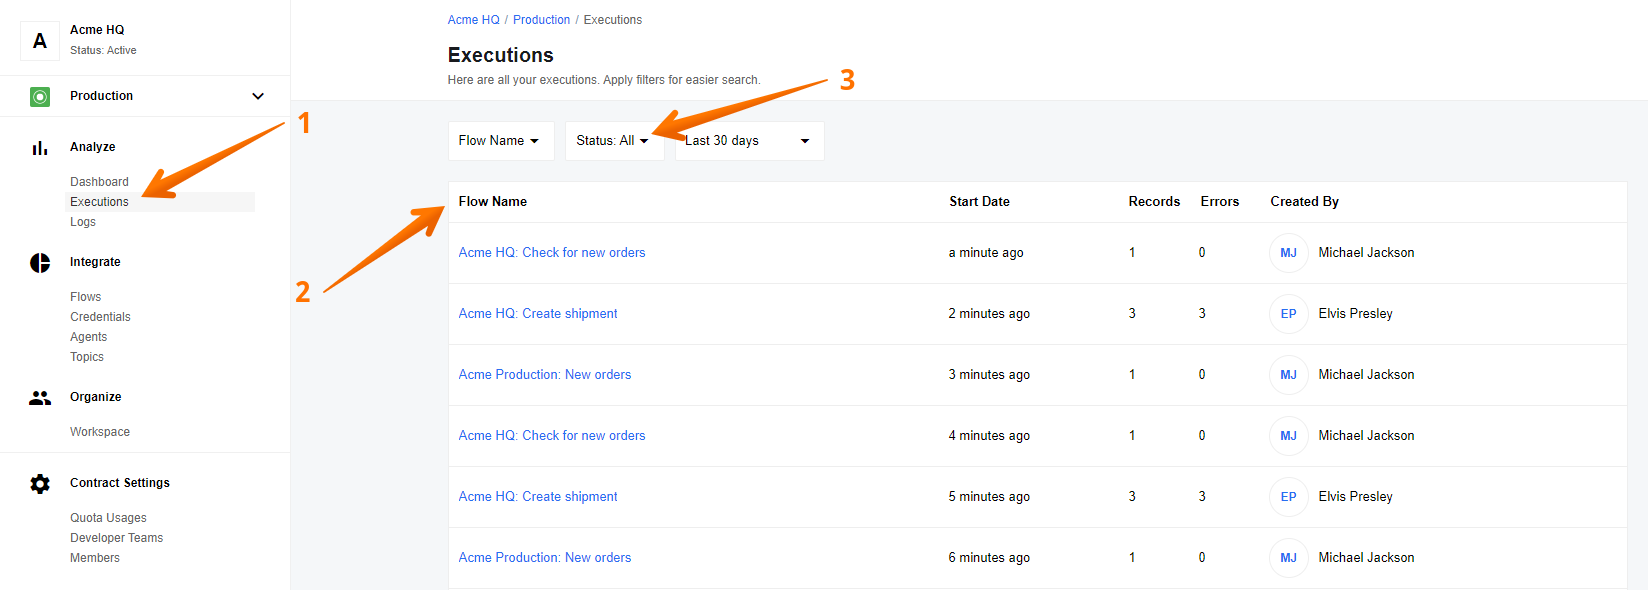 A
Acme HQ
Status: Active
Production
Analyze
Dashboard
Executions
Logs
Integrate
Flows
Credentials
Agents
Topics
Organize
Workspace
Contract Settings
Quota Usages
Developer Teams
Members
1
2
3
Acme HQ / Production / Executions
Executions
Here are all your executions. Apply filters for easier search.
Flow Name Status: All Last 30 days
Flow Name Start Date Records Errors Created By
Acme HQ: Check for new orders a minute ago 1 0 MJ Michael Jackson
Acme HQ: Create shipment 2 minutes ago 3 3 EP Elvis Presley
Acme Production: New orders 3 minutes ago 1 0 MJ Michael Jackson
Acme HQ: Check for new orders 4 minutes ago 1 0 MJ Michael Jackson
Acme HQ: Create shipment 5 minutes ago 3 3 EP Elvis Presley
Acme Production: New orders 6 minutes ago 1 0 MJ Michael Jackson